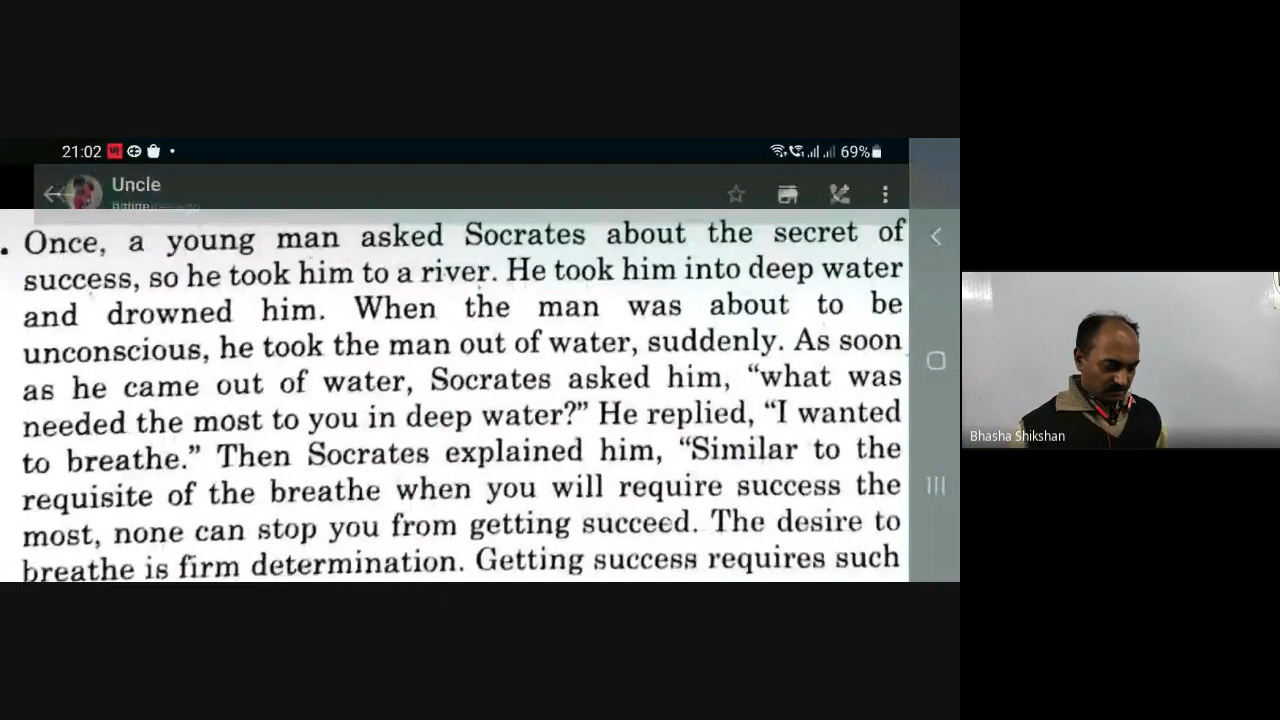 21:02
69%
Uncle
. Once, a young man asked Socrates about the secret of
success, so he took him to a river. He took him into deep water
and drowned him. When the man was about to be
unconscious, he took the man out of water, suddenly. As soon
as he came out of water, Socrates asked him, “what was
needed the most to you in deep water?” He replied, “I wanted
to breathe.” Then Socrates explained him, “Similar to the
requisite of the breathe when you will require success the
most, none can stop you from getting succeed. The desire to
breathe is firm determination. Getting success requires such
Bhasha Shikshan